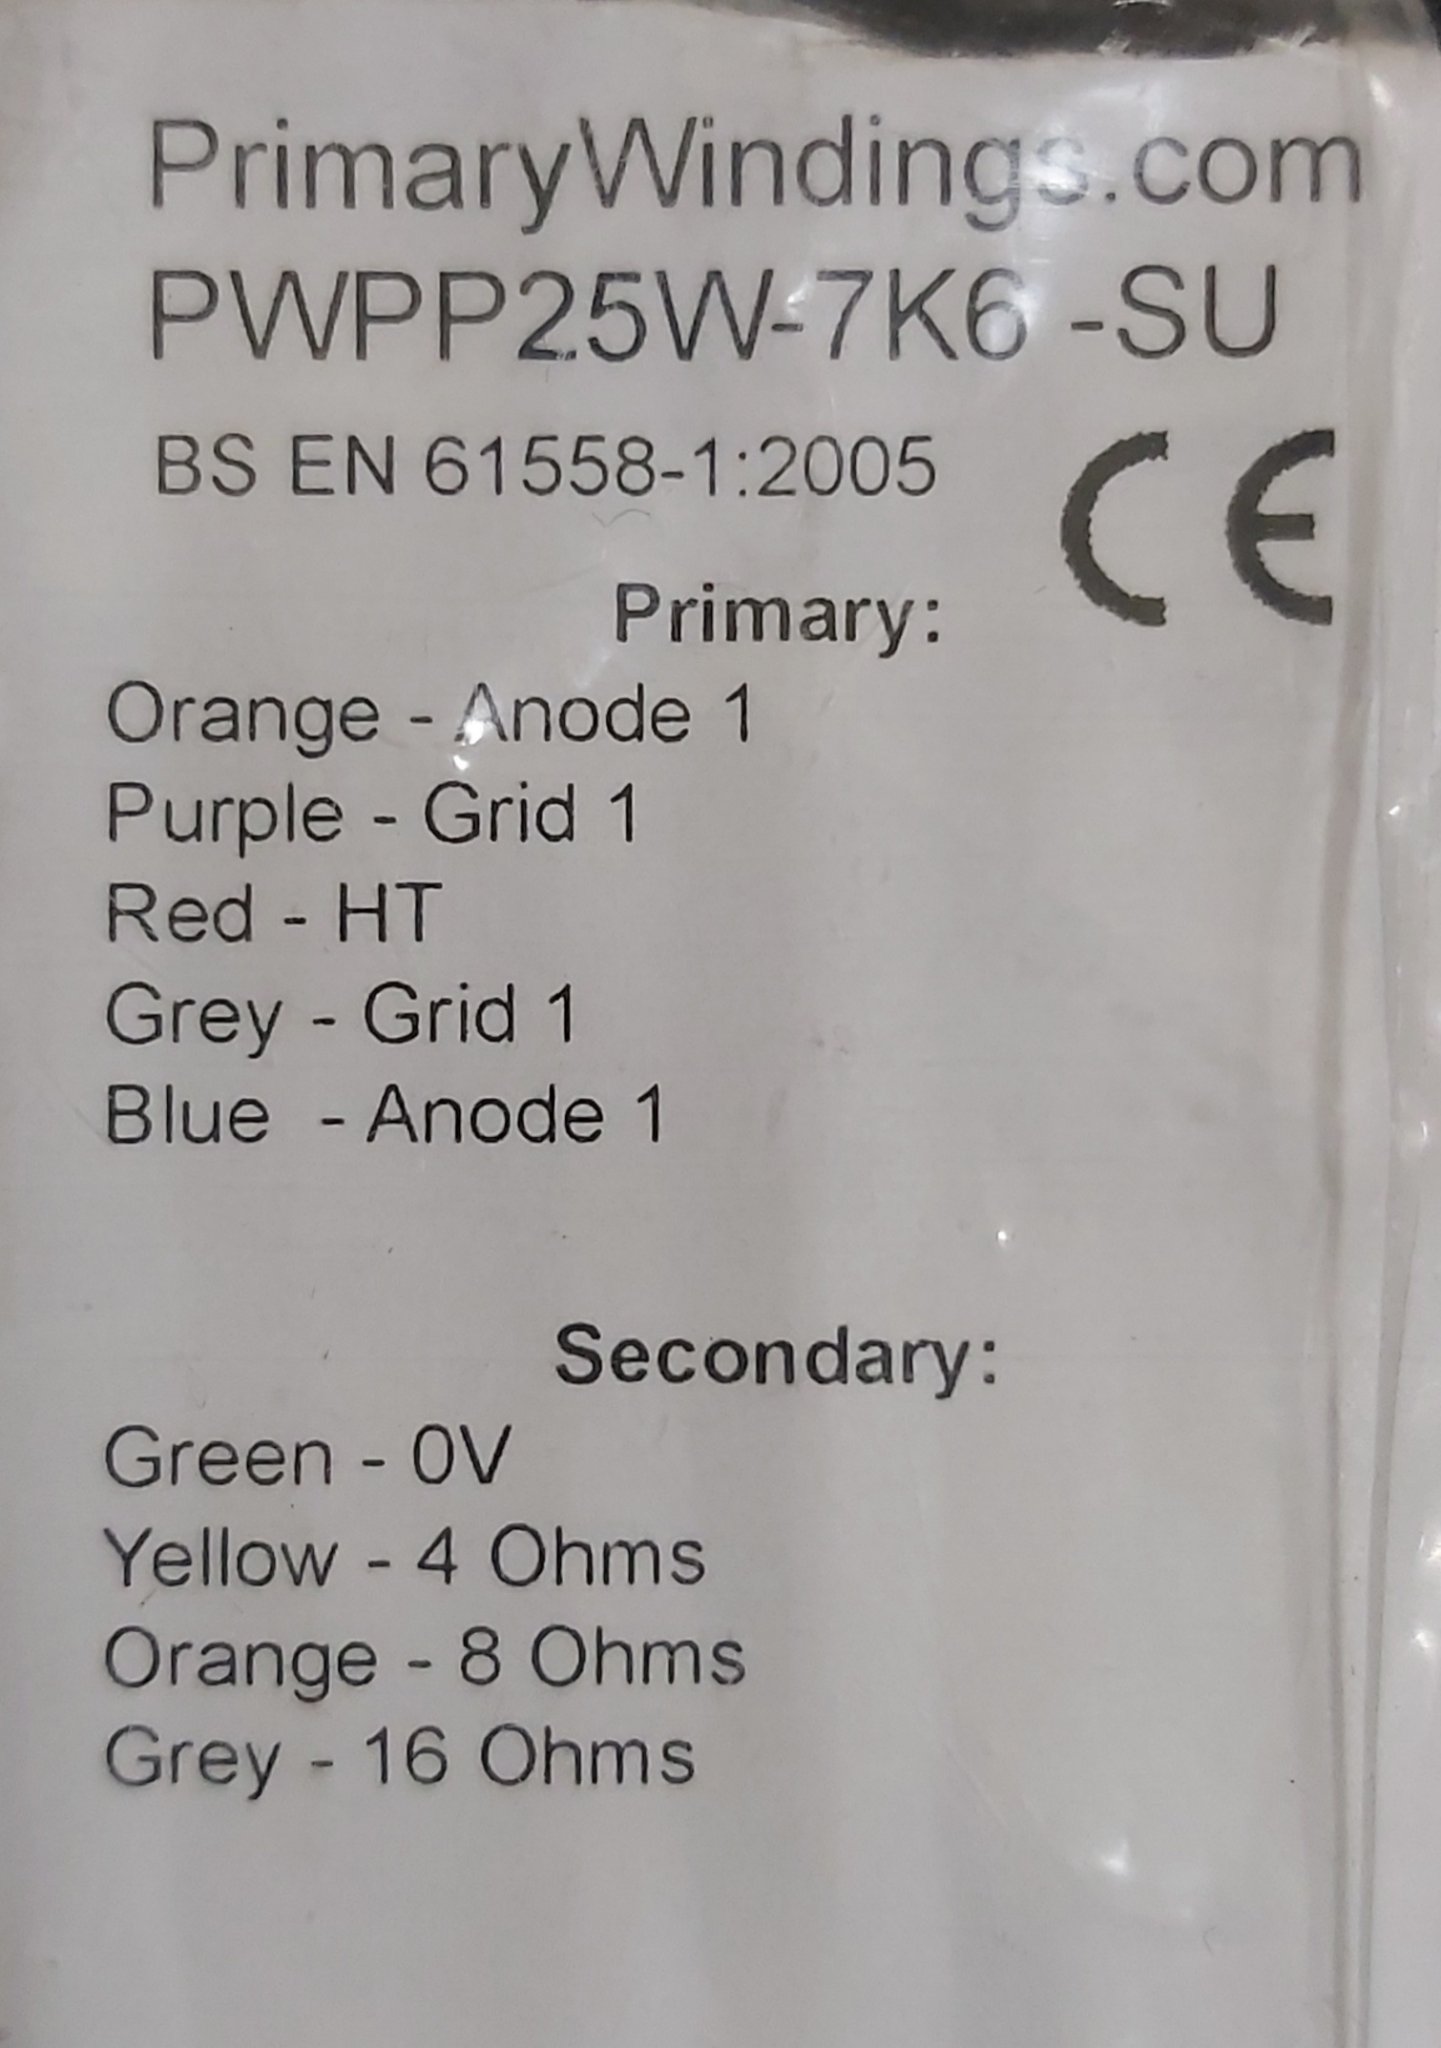 PrimaryWindings.com
PWPP25W-7K6 -SU
BS EN 61558-1:2005 CE
Primary:
Orange - Anode 1
Purple - Grid 1
Red - HT
Grey - Grid 1
Blue - Anode 1
Secondary:
Green - 0V
Yellow - 4 Ohms
Orange - 8 Ohms
Grey - 16 Ohms